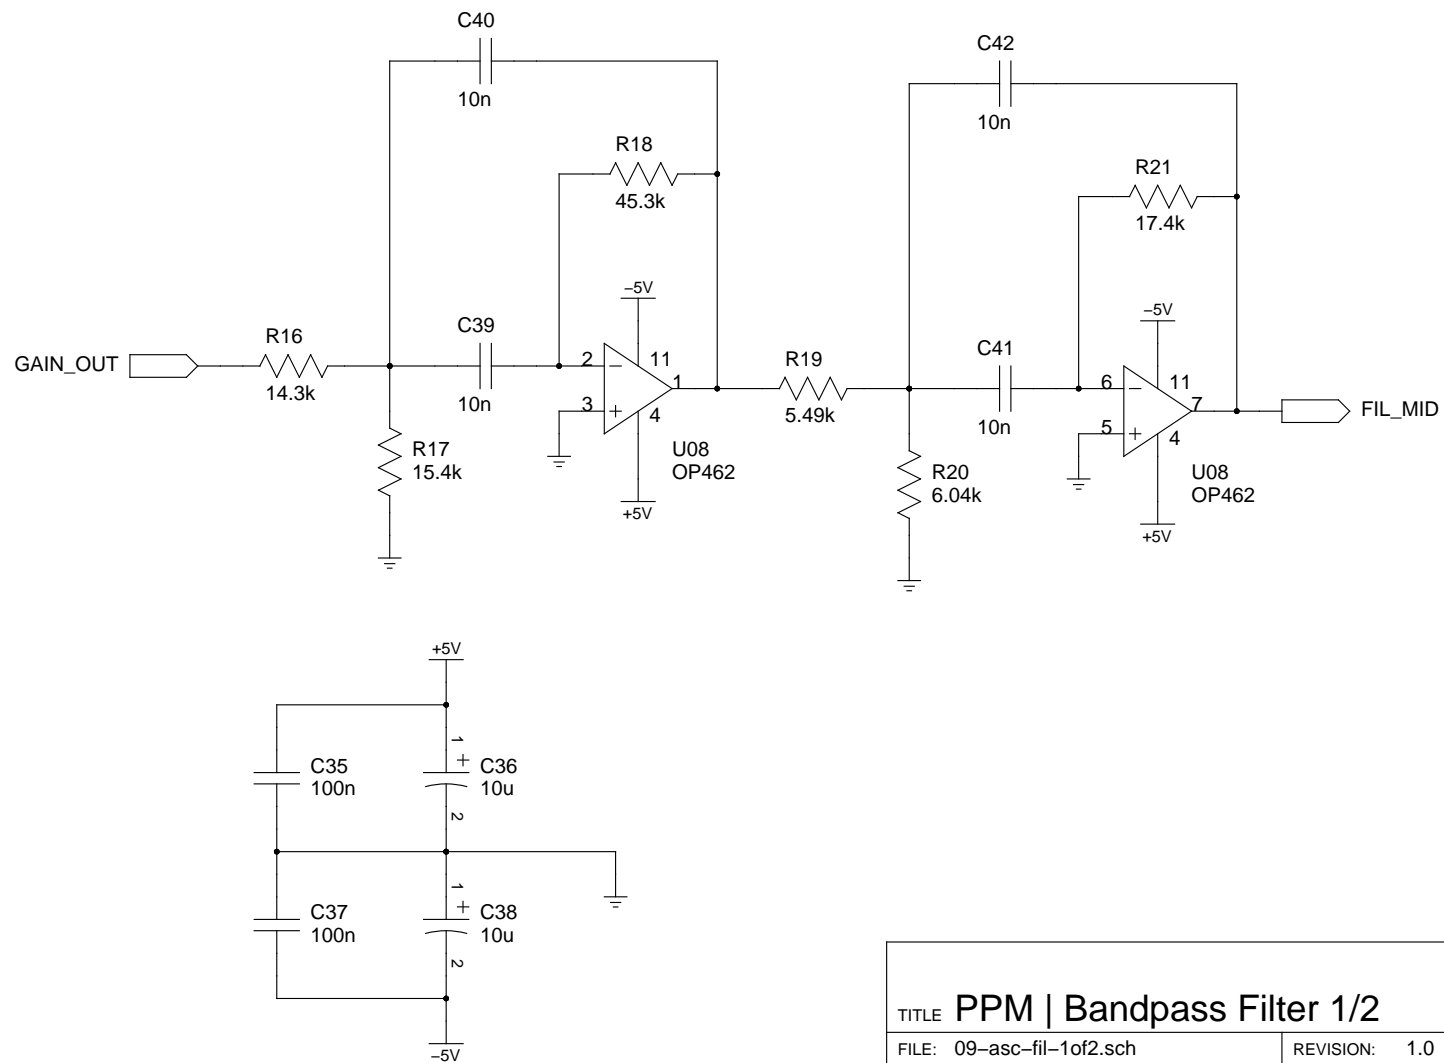 C40
10n
C42
10n
R18
45.3k
R21
17.4k
−5V
−5V
GAIN_OUT
R16
14.3k
C39
10n
2
3
11
1
4
R17
15.4k
U08
OP462
+5V
R19
5.49k
C41
10n
6
5
11
7
4
FIL_MID
R20
6.04k
U08
OP462
+5V
+5V
C35
100n
1
+
C36
10u
2
C37
100n
1
+
C38
10u
2
−5V
TITLE PPM | Bandpass Filter 1/2
FILE: 09−asc−fil−1of2.sch REVISION: 1.0